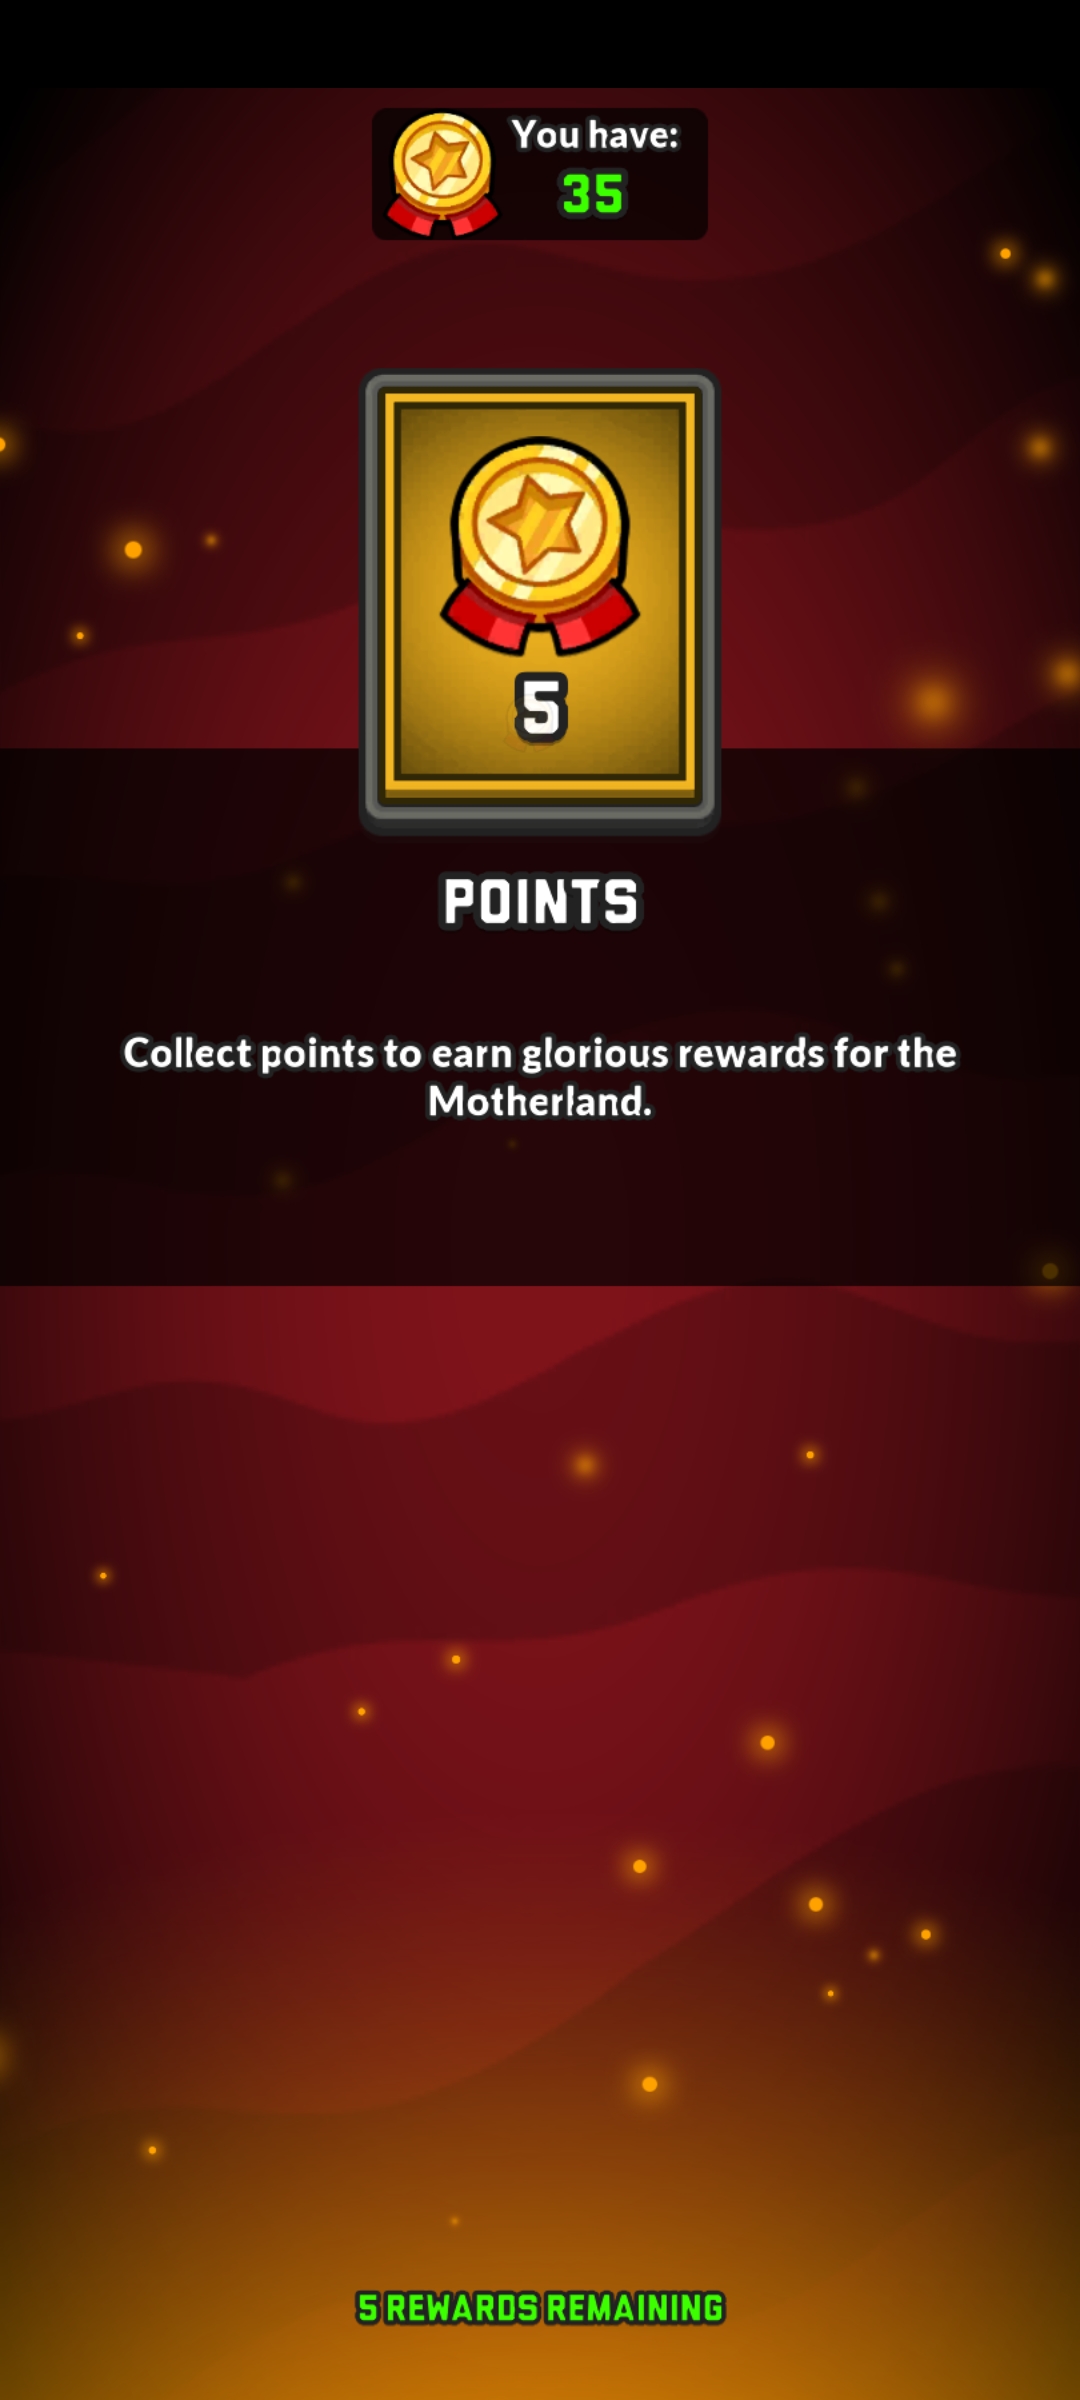 You have:
35
5
POINTS
Collect points to earn glorious rewards for the
Motherland.
5 REWARDS REMAINING